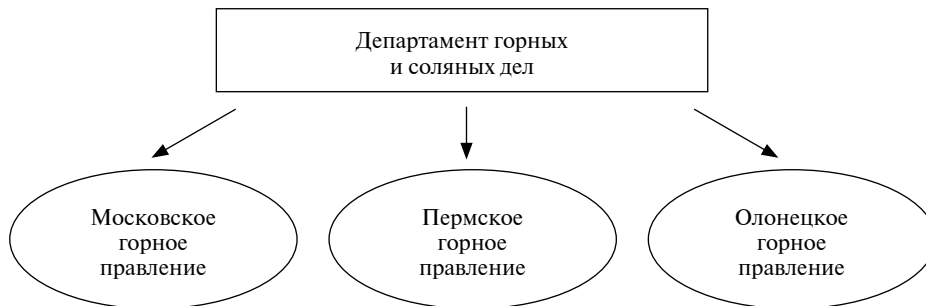 Департамент горных
и соляных дел
Московское
горное
правление
Пермское
горное
правление
Олонецкое
горное
правление